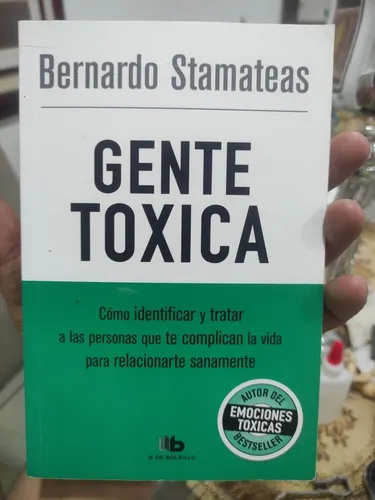 Bernardo Stamateas
GENTE
TOXICA
Cómo identificar y tratar
a las personas que te complican la vida
para relacionarte sanamente
AUTOR DEL
EMOCIONES
TOXICAS
BESTSELLER
b
B DE BOLSILLO